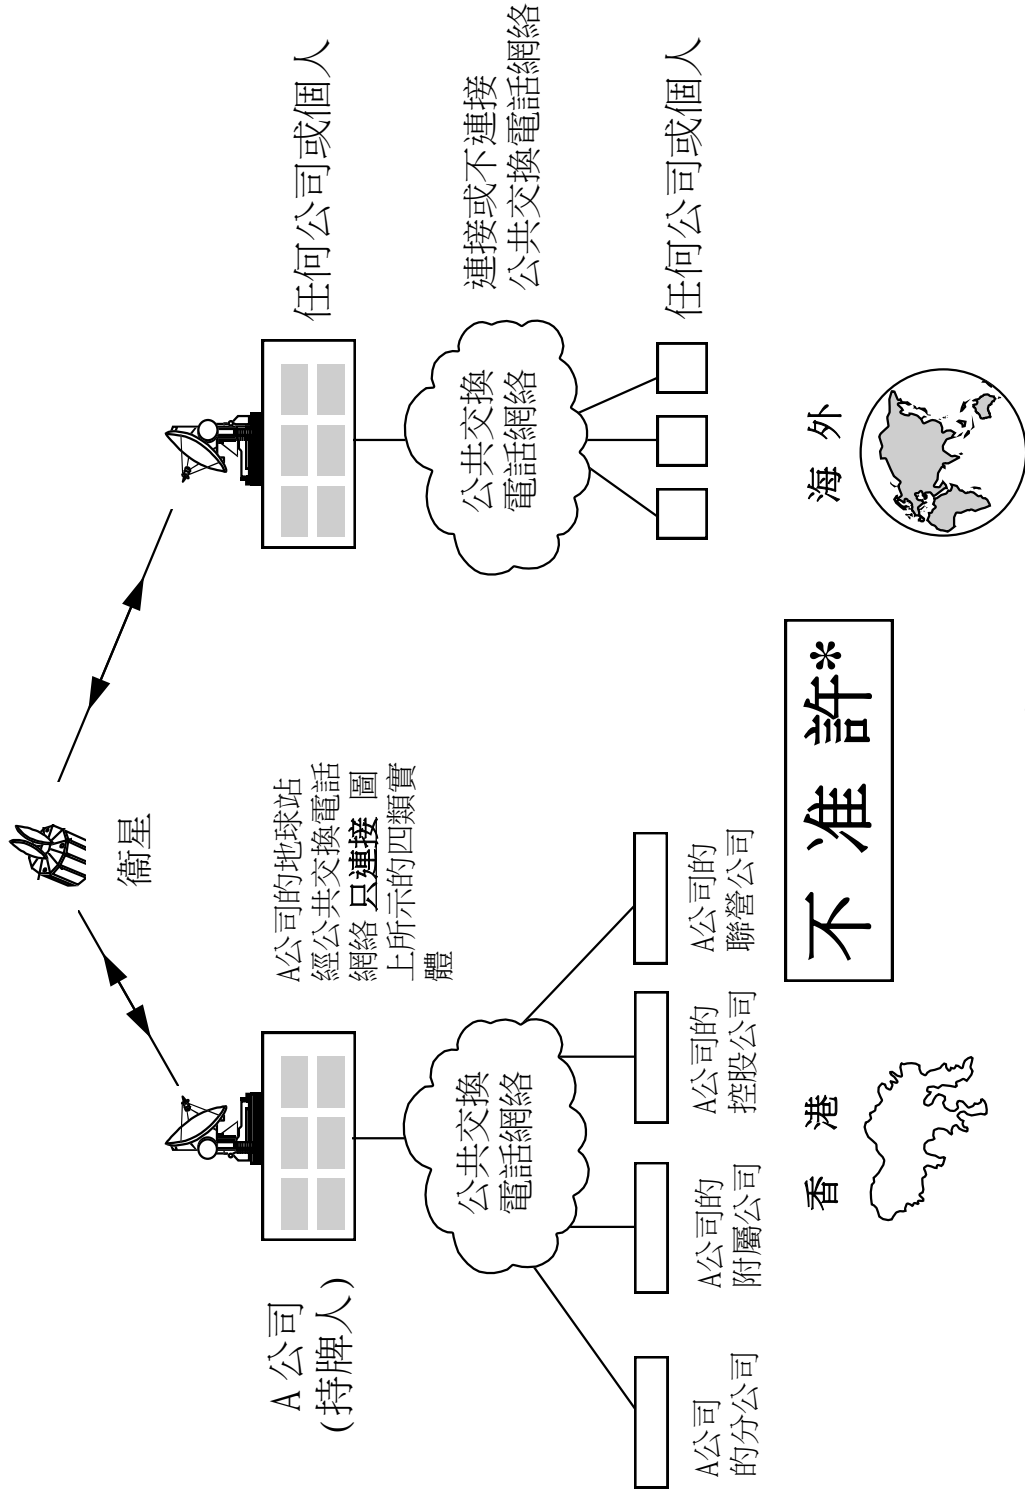 衞星
A 公司
(持牌人)
A公司的地球站
經公共交換電話
網絡 只連接 圖
上所示的四類實
體
任何公司或個人
公共交換
電話網絡
公共交換
電話網絡
連接或不連接
公共交換電話網絡
A公司
的分公司
A公司的
附屬公司
A公司的
控股公司
A公司的
聯營公司
任何公司或個人
香 港
不 准 許*
海 外